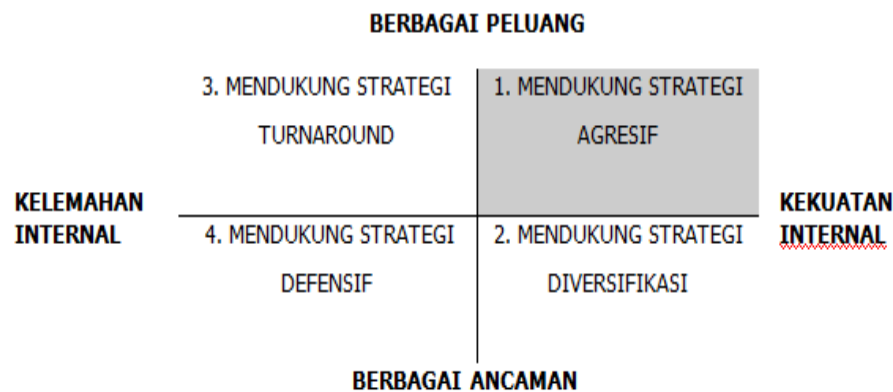 BERBAGAI PELUANG
3. MENDUKUNG STRATEGI
TURNAROUND
1. MENDUKUNG STRATEGI
AGRESIF
KELEMAHAN
INTERNAL
KEKUATAN
INTERNAL
4. MENDUKUNG STRATEGI
DEFENSIF
2. MENDUKUNG STRATEGI
DIVERSIFIKASI
BERBAGAI ANCAMAN